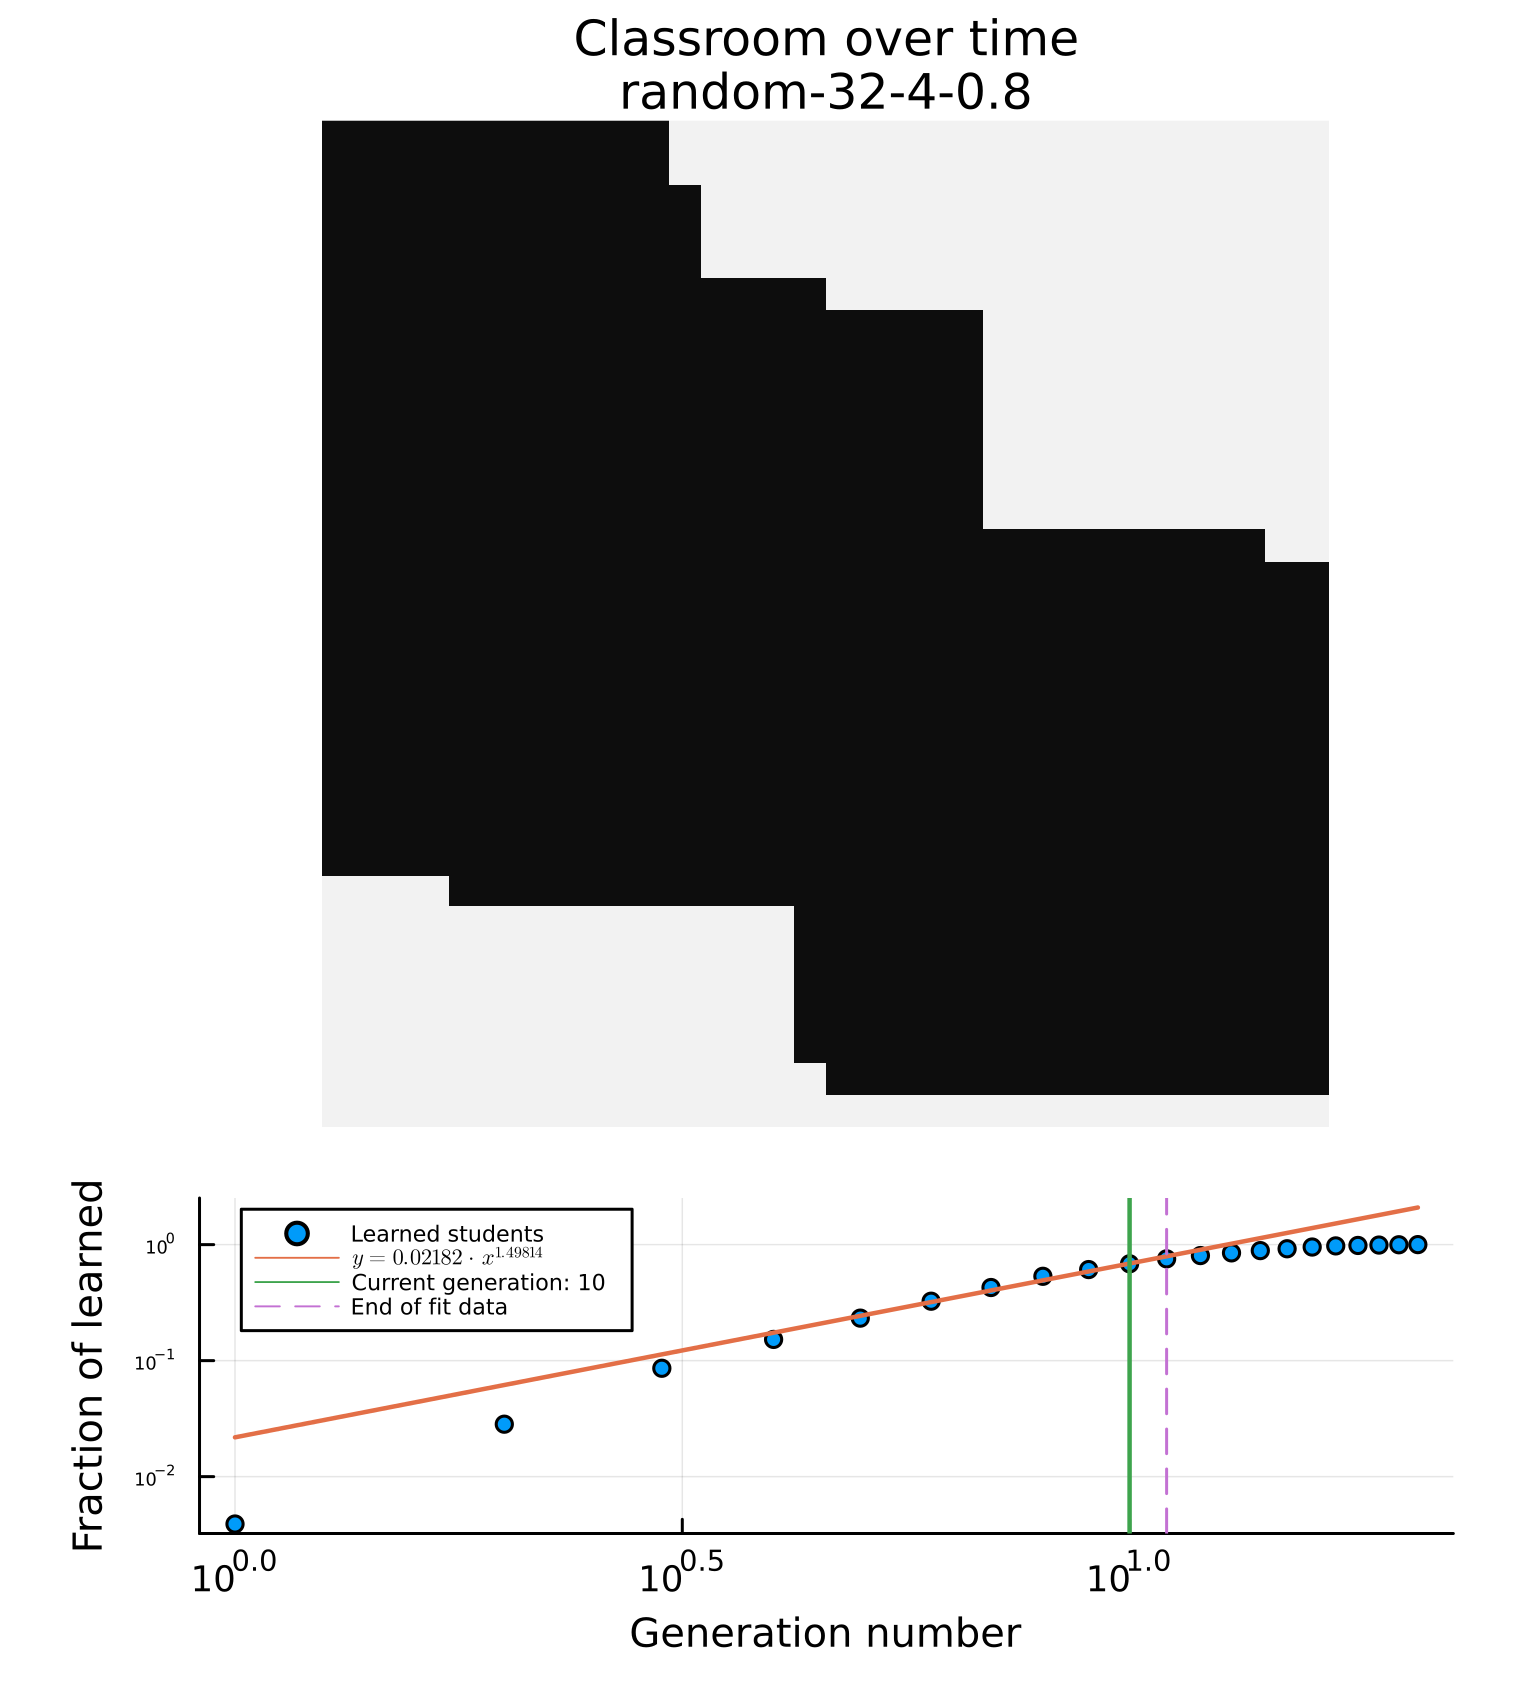 Classroom over time
random-32-4-0.8
Fraction of learned
10⁰
10⁻¹
10⁻²
Learned students
y = 0.02182 · x^1.49814
Current generation: 10
End of fit data
10^0.0
10^0.5
10^1.0
Generation number